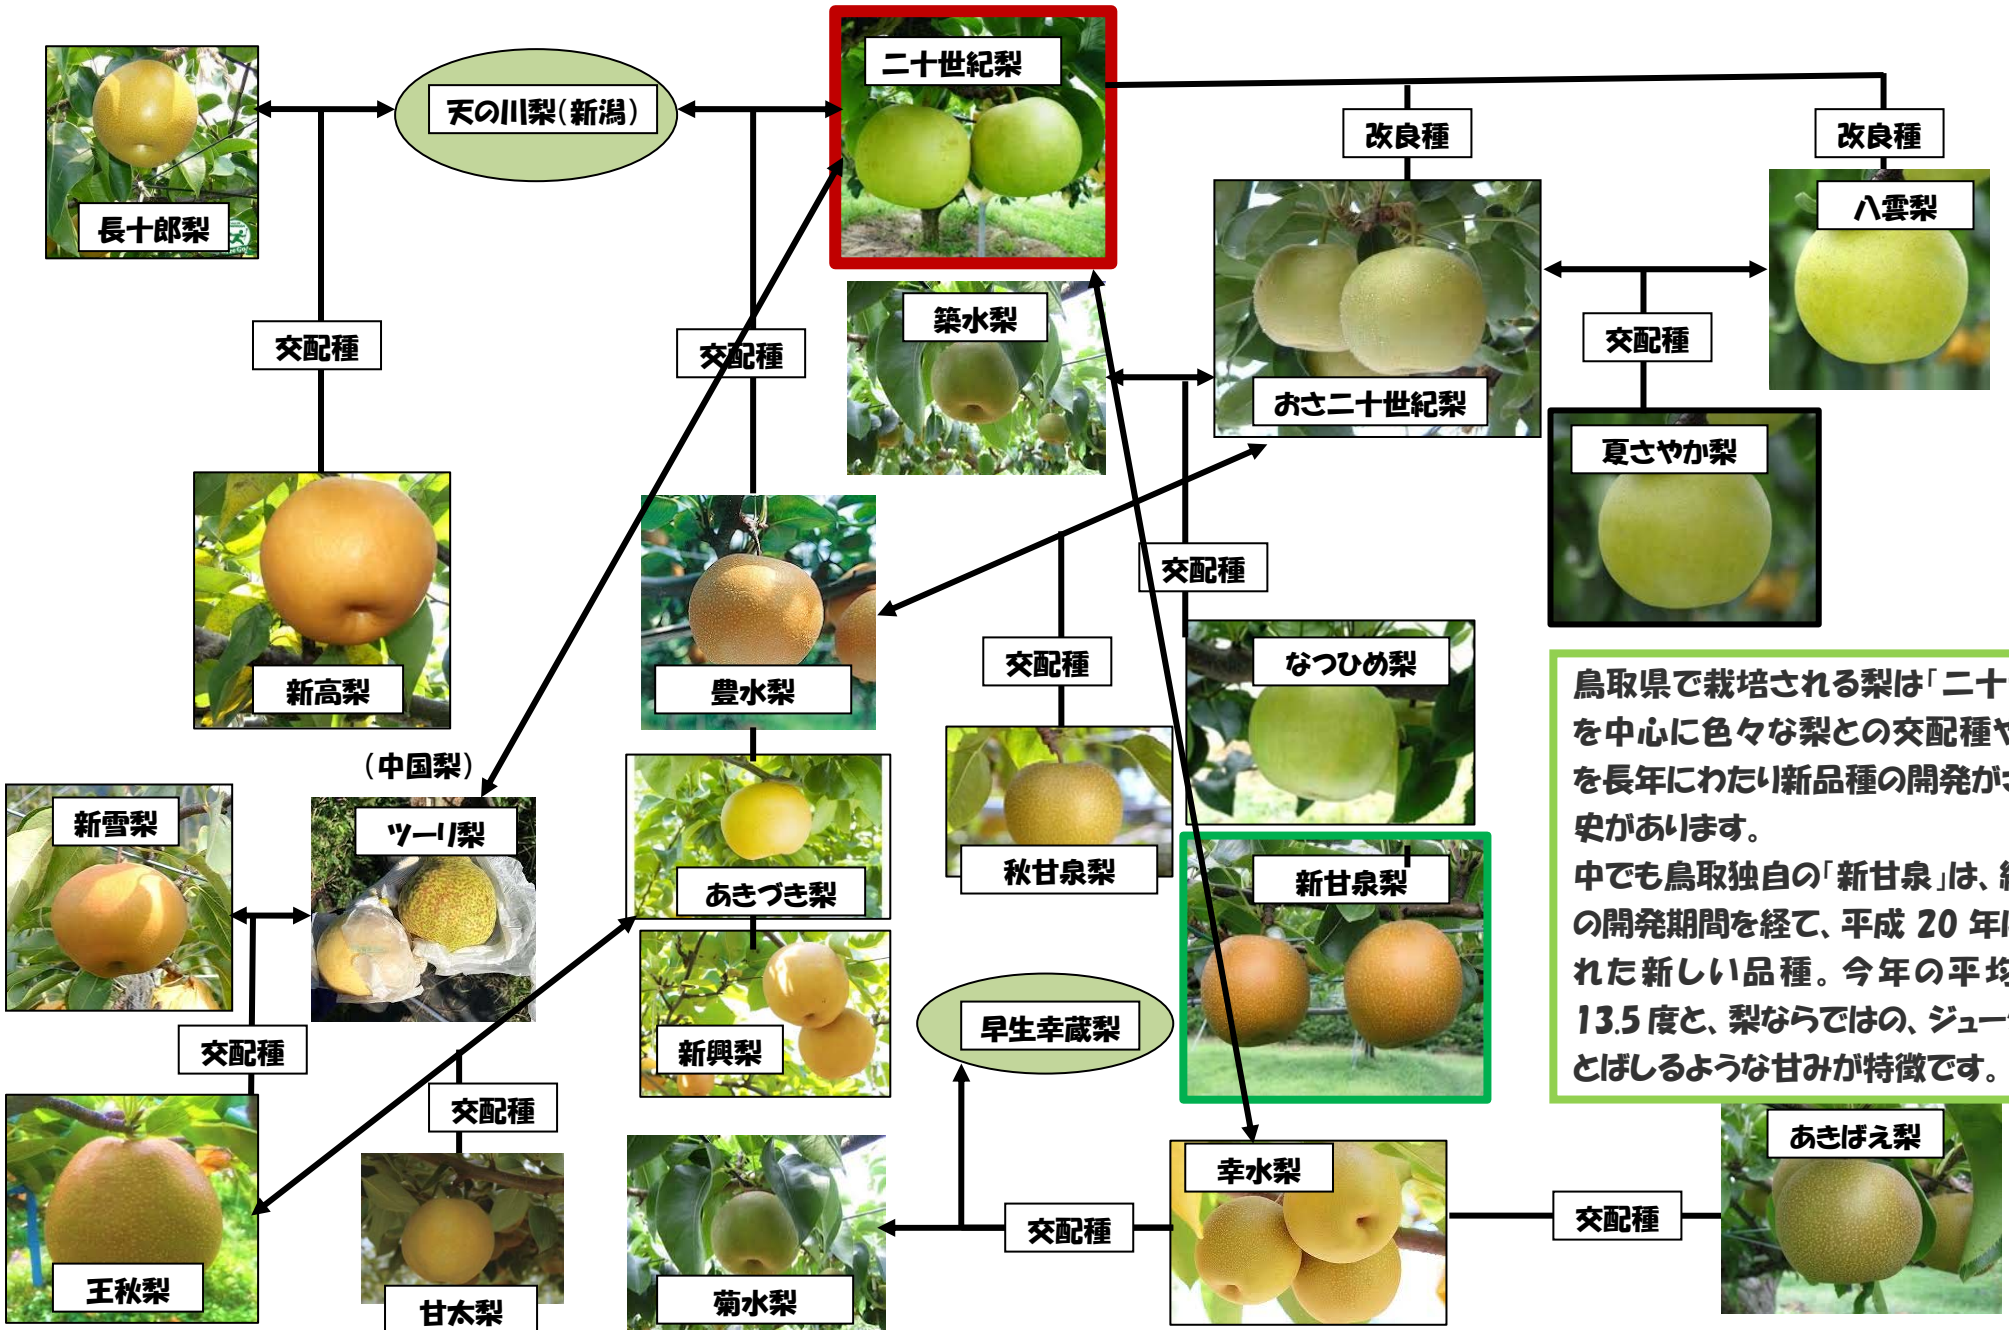 二十世紀梨
天の川梨(新潟)
改良種
改良種
長十郎梨
八雲梨
築水梨
交配種
交配種
交配種
おさ二十世紀梨
夏さやか梨
交配種
交配種
なつひめ梨
新高梨
豊水梨
(中国梨)
新雪梨
ツーリ梨
あきづき梨
秋甘泉梨
新甘泉梨
鳥取県で栽培される梨は「二十
を中心に色々な梨との交配種や
を長年にわたり新品種の開発が
史があります。
中でも鳥取独自の「新甘泉」は、
の開発期間を経て、平成 20 年
れた新しい品種。今年の平均
13.5 度と、梨ならではの、ジュー
とばしるような甘みが特徴です。
早生幸蔵梨
新興梨
交配種
交配種
あきばえ梨
幸水梨
交配種
交配種
王秋梨
甘太梨
菊水梨